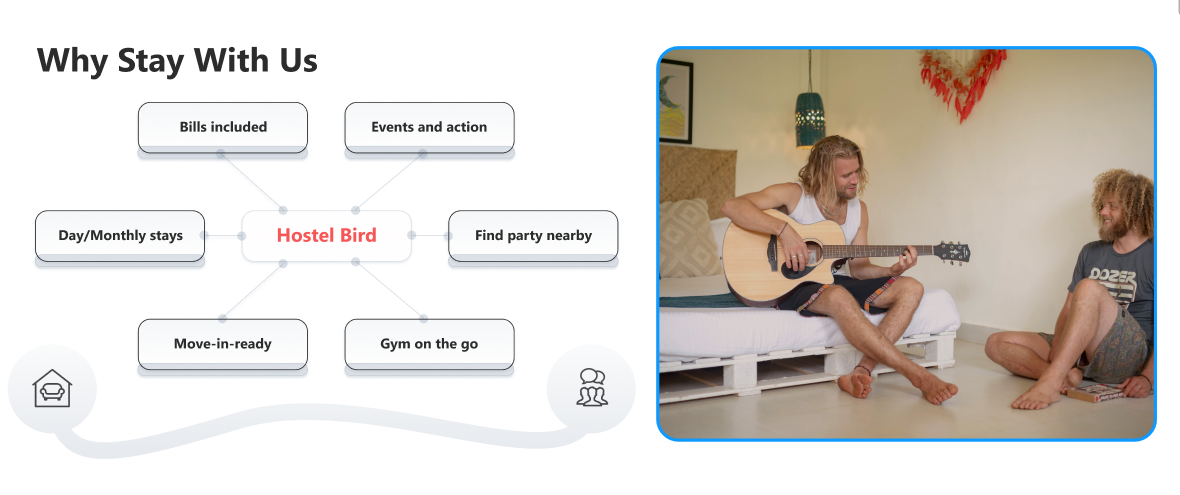 Why Stay With Us
Bills included
Events and action
Day/Monthly stays
Hostel Bird
Find party nearby
Move-in-ready
Gym on the go
DOZER